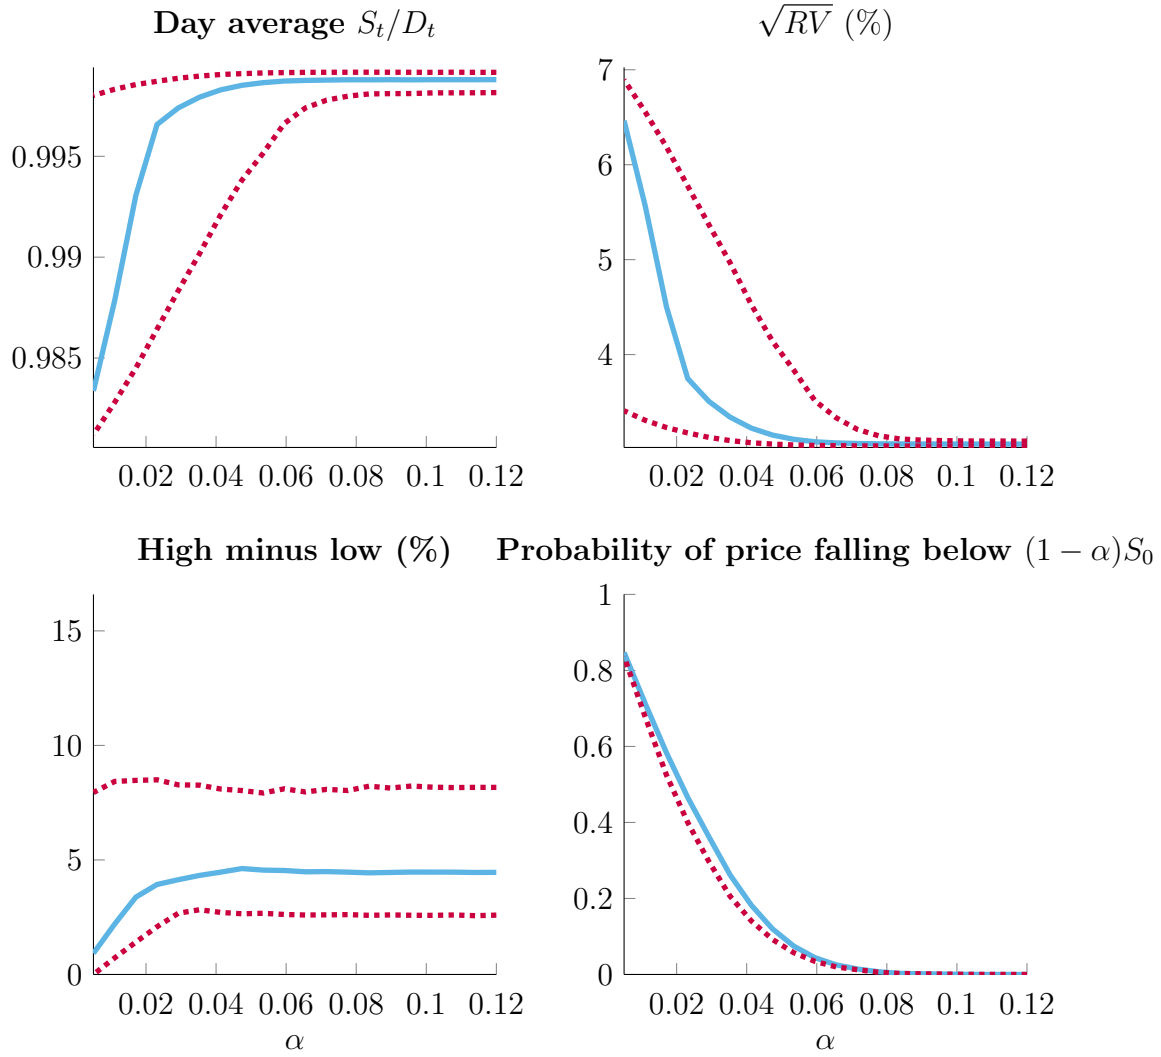 Day average $S_t/D_t$
0.995
0.99
0.985
0.02 0.04 0.06 0.08 0.1 0.12
$\sqrt{RV}$ (%)
7
6
5
4
0.02 0.04 0.06 0.08 0.1 0.12
High minus low (%)
15
10
5
0
0.02 0.04 0.06 0.08 0.1 0.12
α
Probability of price falling below $(1 - \alpha)S_0$
1
0.8
0.6
0.4
0.2
0
0.02 0.04 0.06 0.08 0.1 0.12
α